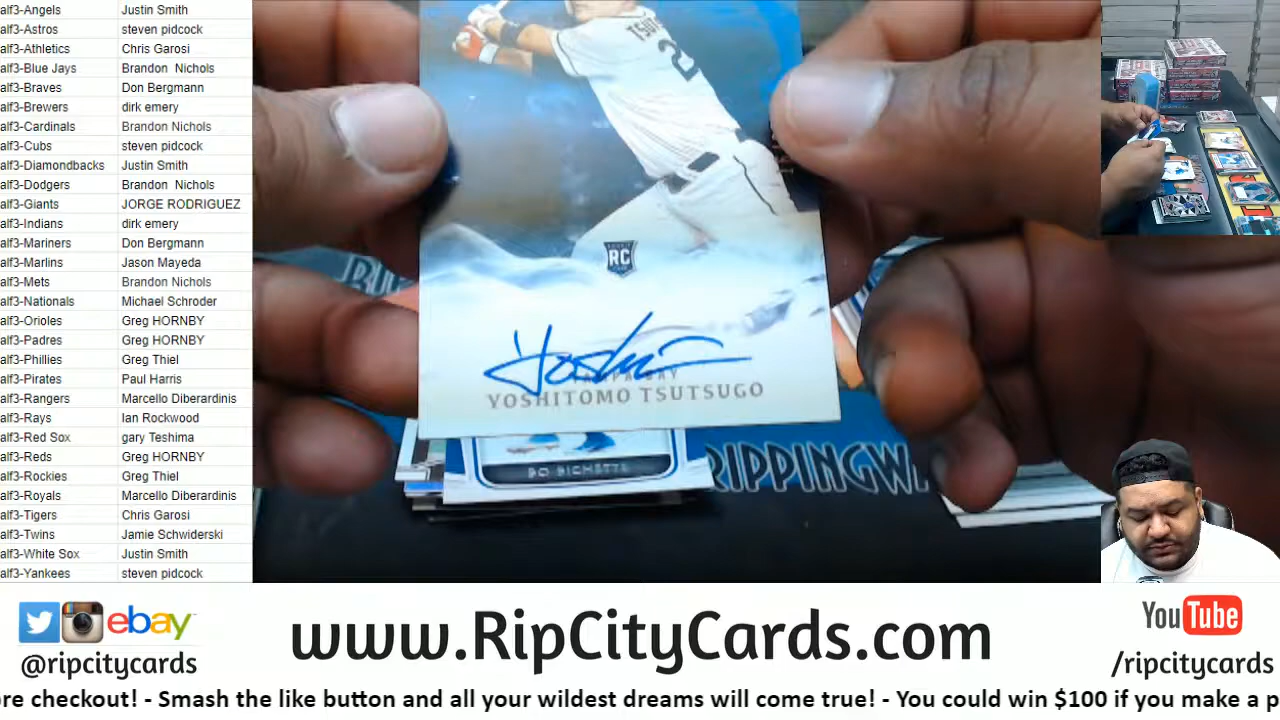 alf3-Angels Justin Smith
alf3-Astros steven pidcock
alf3-Athletics Chris Garosi
alf3-Blue Jays Brandon Nichols
alf3-Braves Don Bergmann
alf3-Brewers dirk emery
alf3-Cardinals Brandon Nichols
alf3-Cubs steven pidcock
alf3-Diamondbacks Justin Smith
alf3-Dodgers Brandon Nichols
alf3-Giants JORGE RODRIGUEZ
alf3-Indians dirk emery
alf3-Mariners Don Bergmann
alf3-Marlins Jason Mayeda
alf3-Mets Brandon Nichols
alf3-Nationals Michael Schroder
alf3-Orioles Greg HORNBY
alf3-Padres Greg HORNBY
alf3-Phillies Greg Thiel
alf3-Pirates Paul Harris
alf3-Rangers Marcello Diberardinis
alf3-Rays Ian Rockwood
alf3-Red Sox gary Teshima
alf3-Reds Greg HORNBY
alf3-Rockies Greg Thiel
alf3-Royals Marcello Diberardinis
alf3-Tigers Chris Garosi
alf3-Twins Jamie Schwiderski
alf3-White Sox Justin Smith
alf3-Yankees steven pidcock
TSUT
2
RC
Yoshi
TAMPA BAY
YOSHITOMO TSUTSUGO
BO BICHETTE
RIPPINGW
ebay
@ripcitycards
www.RipCityCards.com
YouTube
/ripcitycards
re checkout! - Smash the like button and all your wildest dreams will come true! - You could win $100 if you make a p